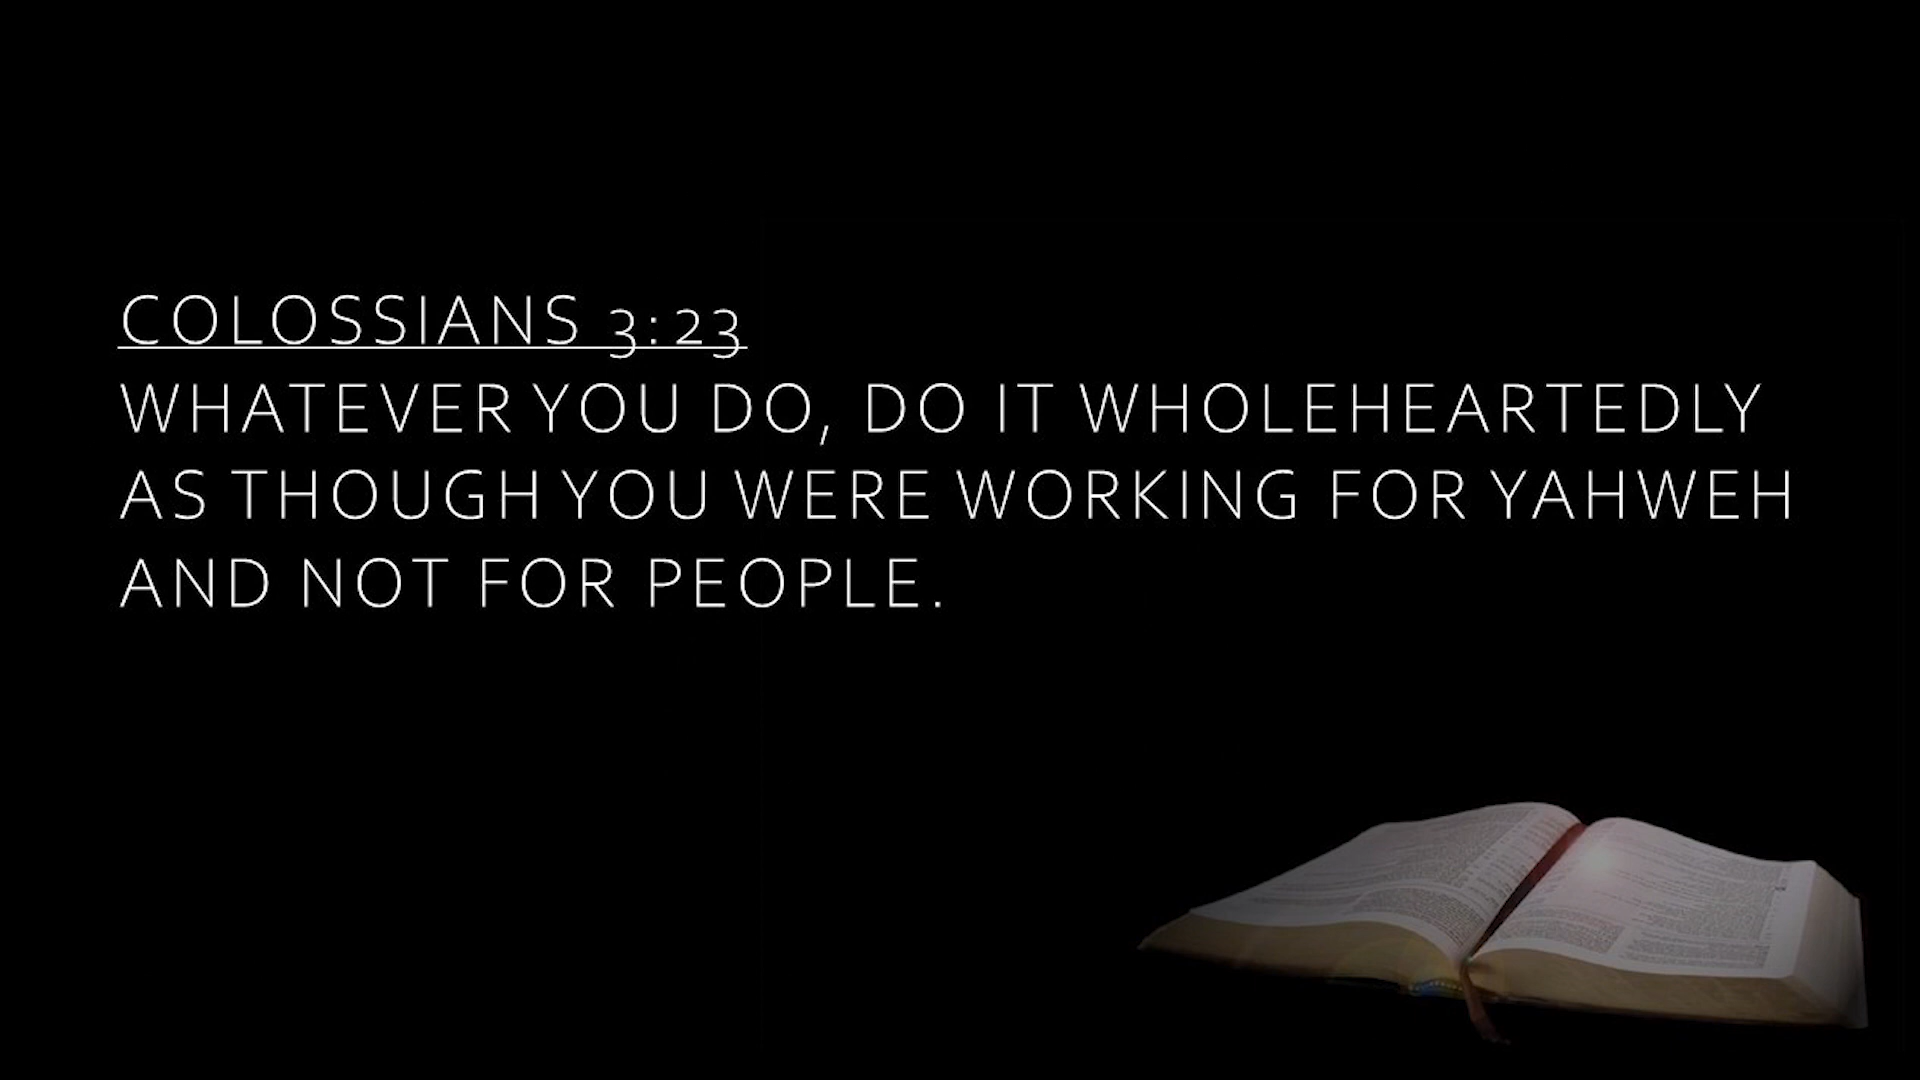 COLOSSIANS 3:23
WHATEVER YOU DO, DO IT WHOLEHEARTEDLY
AS THOUGH YOU WERE WORKING FOR YAHWEH
AND NOT FOR PEOPLE.